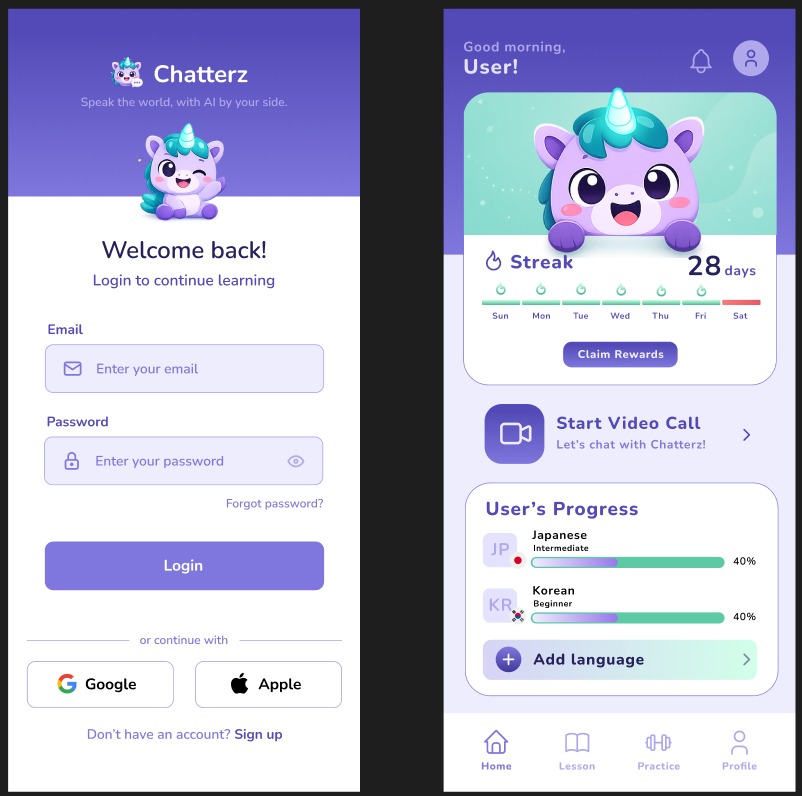 Chatterz
Speak the world, with AI by your side.
Welcome back!
Login to continue learning
Email
Enter your email
Password
Enter your password
Forgot password?
Login
or continue with
Google
Apple
Don't have an account? Sign up
Good morning,
User!
Streak
28 days
Sun Mon Tue Wed Thu Fri Sat
Claim Rewards
Start Video Call
Let's chat with Chatterz!
User's Progress
JP
Japanese
Intermediate
40%
KR
Korean
Beginner
40%
Add language
Home Lesson Practice Profile